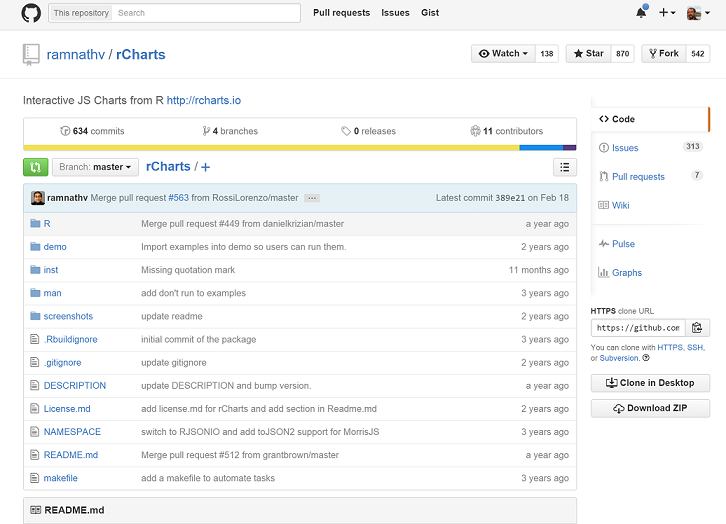 This repository Search Pull requests Issues Gist
ramnathv / rCharts Watch 138 Star 870 Fork 542
Interactive JS Charts from R http://rcharts.io
634 commits 4 branches 0 releases 11 contributors
Branch: master rCharts / +
ramnathv Merge pull request #563 from RossiLorenzo/master ... Latest commit 389e21 on Feb 18
R Merge pull request #449 from danielkrizian/master a year ago
demo Import examples into demo so users can run them. 2 years ago
inst Missing quotation mark 11 months ago
man add don't run to examples 3 years ago
screenshots update readme 2 years ago
.Rbuildignore initial commit of the package 3 years ago
.gitignore update gitignore 2 years ago
DESCRIPTION update DESCRIPTION and bump version. a year ago
License.md add license.md for rCharts and add section in Readme.md 2 years ago
NAMESPACE switch to RJSONIO and add toJSON2 support for MorrisJS 3 years ago
README.md Merge pull request #512 from grantbrown/master a year ago
makefile add a makefile to automate tasks 3 years ago
README.md
Code
Issues 313
Pull requests 7
Wiki
Pulse
Graphs
HTTPS clone URL
https://github.com
You can clone with HTTPS, SSH,
or Subversion.
Clone in Desktop
Download ZIP